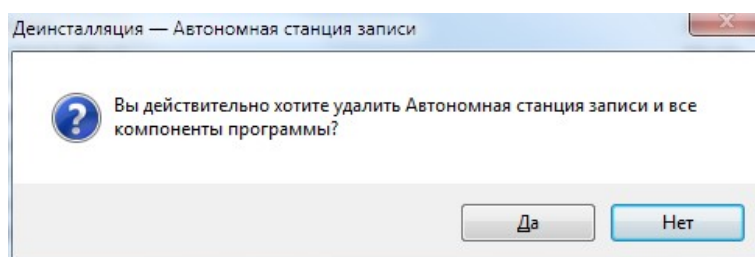 Деинсталляция — Автономная станция записи
Вы действительно хотите удалить Автономная станция записи и все
компоненты программы?
Да
Нет